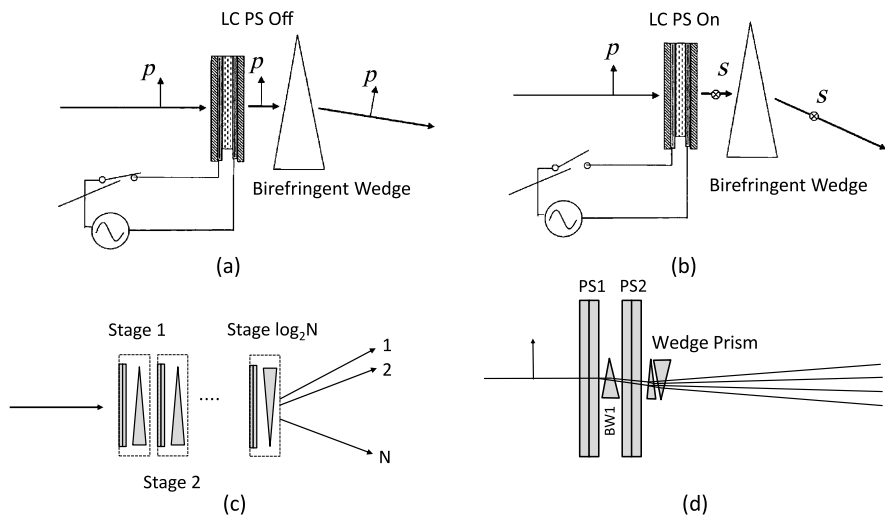 LC PS Off
p
p
p
Birefringent Wedge
(a)
LC PS On
p
s
s
Birefringent Wedge
(b)
Stage 1
Stage log₂N
1
2
....
N
Stage 2
(c)
PS1 PS2
Wedge Prism
BW1
(d)